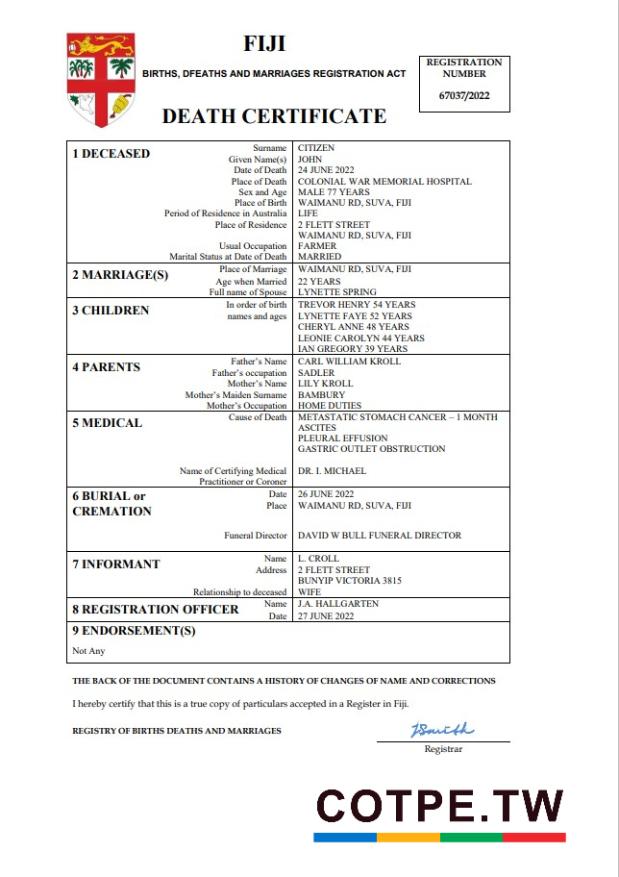 FIJI
BIRTHS, DFEATHS AND MARRIAGES REGISTRATION ACT
REGISTRATION
NUMBER
67037/2022
DEATH CERTIFICATE
1 DECEASED
Surname CITIZEN
Given Name(s) JOHN
Date of Death 24 JUNE 2022
Place of Death COLONIAL WAR MEMORIAL HOSPITAL
Sex and Age MALE 77 YEARS
Place of Birth WAIMANU RD, SUVA, FIJI
Period of Residence in Australia LIFE
Place of Residence 2 FLETT STREET
WAIMANU RD, SUVA, FIJI
Usual Occupation FARMER
Marital Status at Date of Death MARRIED
2 MARRIAGE(S)
Place of Marriage WAIMANU RD, SUVA, FIJI
Age when Married 22 YEARS
Full name of Spouse LYNETTE SPRING
3 CHILDREN
In order of birth TREVOR HENRY 54 YEARS
names and ages LYNETTE FAYE 52 YEARS
CHERYL ANNE 48 YEARS
LEONIE CAROLYN 44 YEARS
IAN GREGORY 39 YEARS
4 PARENTS
Father's Name CARL WILLIAM KROLL
Father's occupation SADLER
Mother's Name LILY KROLL
Mother's Maiden Surname BAMBURY
Mother's Occupation HOME DUTIES
5 MEDICAL
Cause of Death METASTATIC STOMACH CANCER – 1 MONTH
ASCITES
PLEURAL EFFUSION
GASTRIC OUTLET OBSTRUCTION
Name of Certifying Medical DR. I. MICHAEL
Practitioner or Coroner
6 BURIAL or
CREMATION
Date 26 JUNE 2022
Place WAIMANU RD, SUVA, FIJI
Funeral Director DAVID W BULL FUNERAL DIRECTOR
7 INFORMANT
Name L. CROLL
Address 2 FLETT STREET
BUNYIP VICTORIA 3815
Relationship to deceased WIFE
8 REGISTRATION OFFICER
Name J.A. HALLGARTEN
Date 27 JUNE 2022
9 ENDORSEMENT(S)
Not Any
THE BACK OF THE DOCUMENT CONTAINS A HISTORY OF CHANGES OF NAME AND CORRECTIONS
I hereby certify that this is a true copy of particulars accepted in a Register in Fiji.
REGISTRY OF BIRTHS DEATHS AND MARRIAGES
JSmith
Registrar
COTPE.TW